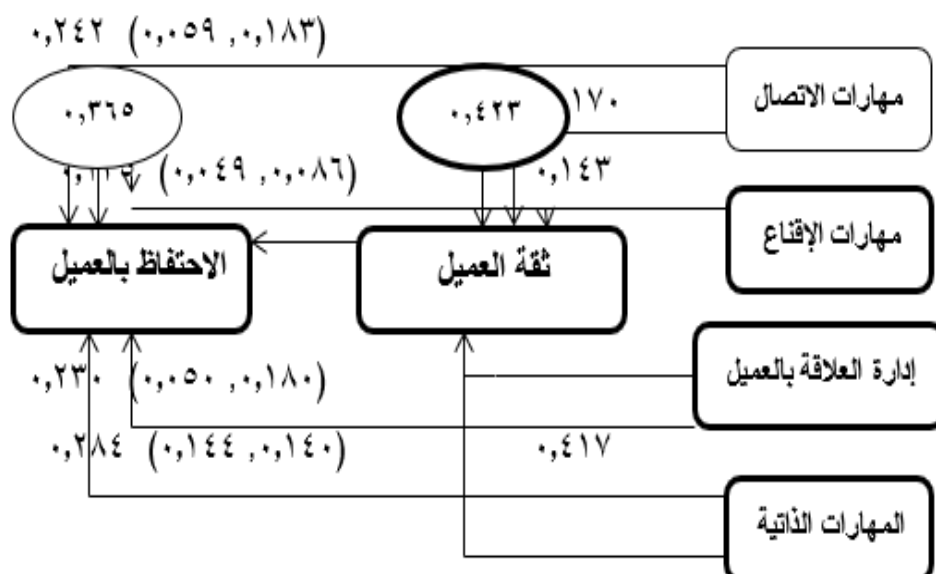 ٠,٢٤٢ (٠,٠٥٩ ,٠,١٨٣)
مهارات الاتصال
٠,٣٦٥
٠,٤٢٣
١٧٠
(٠,٠٤٩ ,٠,٠٨٦)
٠,١٤٣
مهارات الإقناع
ثقة العميل
الاحتفاظ بالعميل
إدارة العلاقة بالعميل
٠,٢٣٠ (٠,٠٥٠ ,٠,١٨٠)
٠,٢٨٤ (٠,١٤٤ ,٠,١٤٠)
٠,٤١٧
المهارات الذاتية